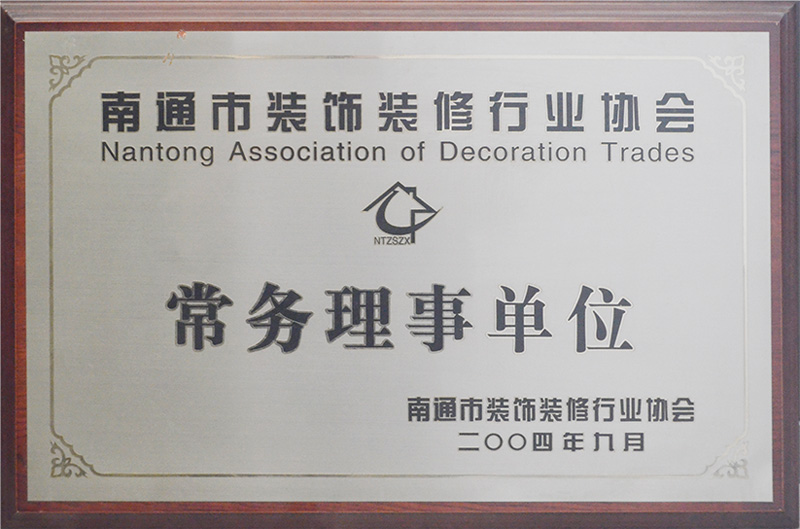 南通市装饰装修行业协会
Nantong Association of Decoration Trades
NTZSZX
常务理事单位
南通市装饰装修行业协会
二〇〇四年九月